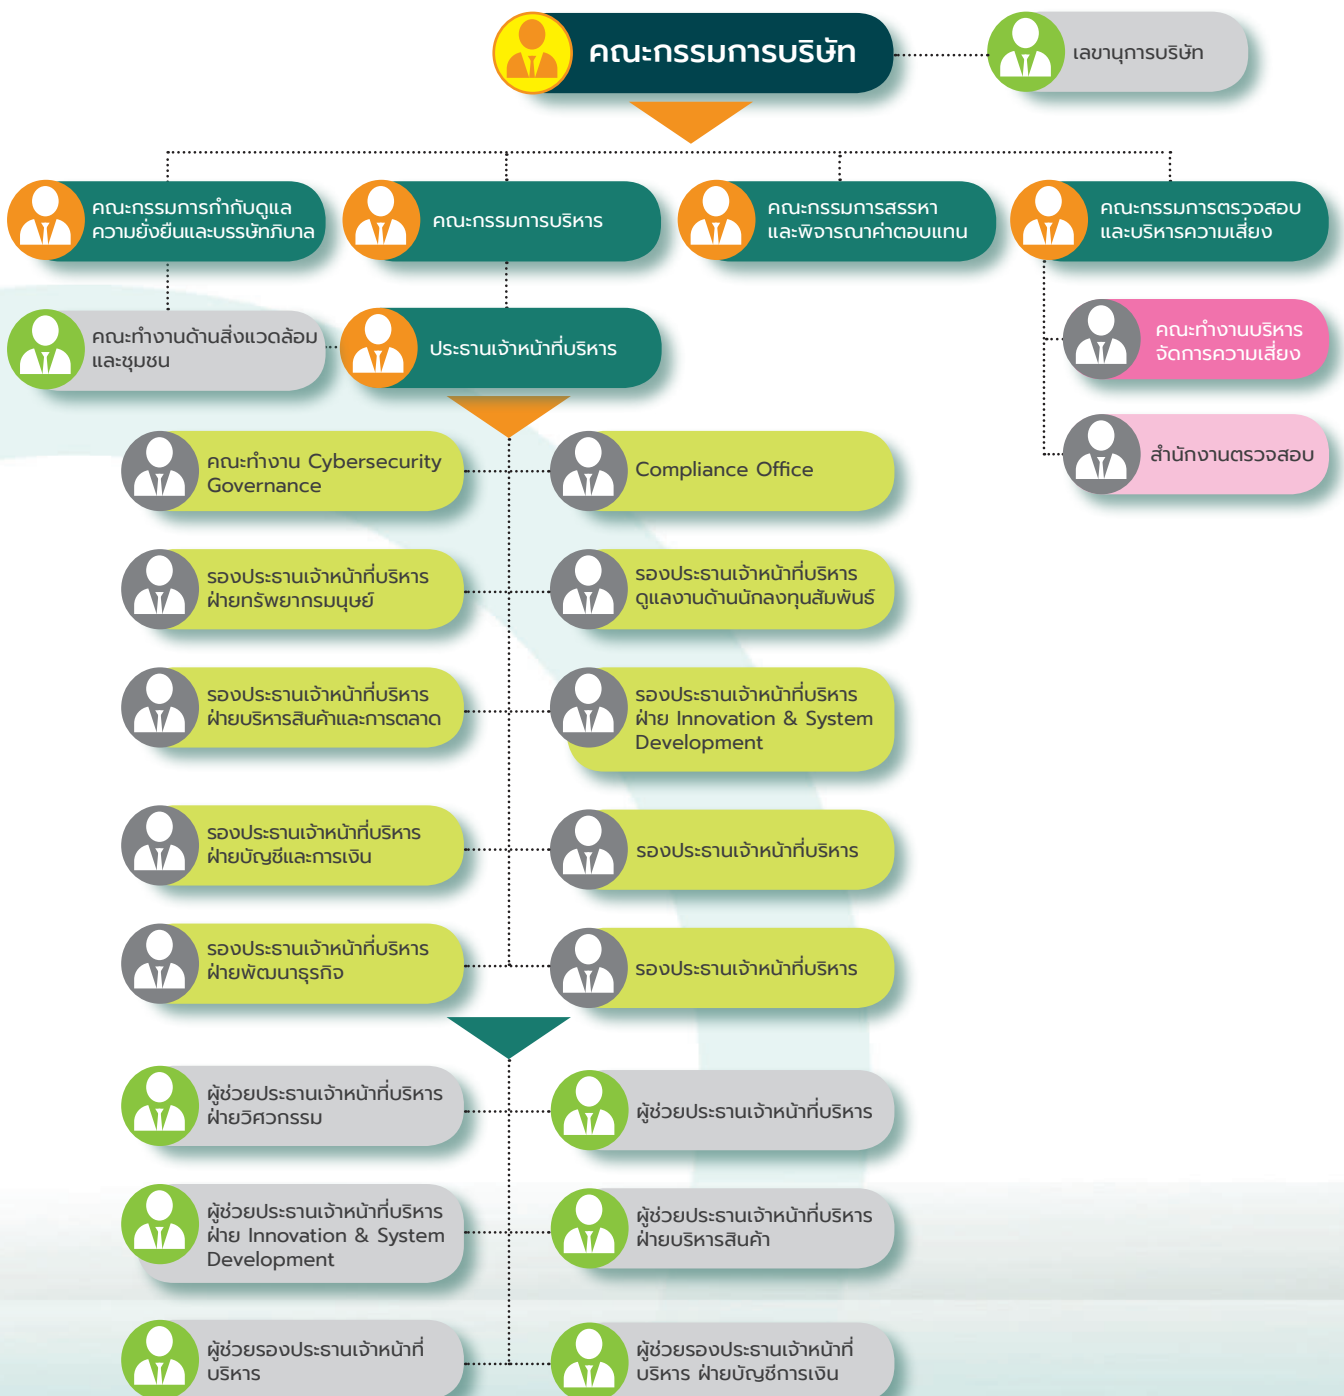 คณะกรรมการบริษัท
เลขานุการบริษัท
คณะกรรมการกำกับดูแล
ความยั่งยืนและบรรษัทภิบาล
คณะกรรมการบริหาร
คณะกรรมการสรรหา
และพิจารณาค่าตอบแทน
คณะกรรมการตรวจสอบ
และบริหารความเสี่ยง
คณะทำงานด้านสิ่งแวดล้อม
และชุมชน
ประธานเจ้าหน้าที่บริหาร
คณะทำงานบริหาร
จัดการความเสี่ยง
สำนักงานตรวจสอบ
คณะทำงาน Cybersecurity
Governance
Compliance Office
รองประธานเจ้าหน้าที่บริหาร
ฝ่ายทรัพยากรมนุษย์
รองประธานเจ้าหน้าที่บริหาร
ดูแลงานด้านนักลงทุนสัมพันธ์
รองประธานเจ้าหน้าที่บริหาร
ฝ่ายบริหารสินค้าและการตลาด
รองประธานเจ้าหน้าที่บริหาร
ฝ่าย Innovation & System
Development
รองประธานเจ้าหน้าที่บริหาร
ฝ่ายบัญชีและการเงิน
รองประธานเจ้าหน้าที่บริหาร
รองประธานเจ้าหน้าที่บริหาร
ฝ่ายพัฒนาธุรกิจ
รองประธานเจ้าหน้าที่บริหาร
ผู้ช่วยประธานเจ้าหน้าที่บริหาร
ฝ่ายวิศวกรรม
ผู้ช่วยประธานเจ้าหน้าที่บริหาร
ผู้ช่วยประธานเจ้าหน้าที่บริหาร
ฝ่าย Innovation & System
Development
ผู้ช่วยประธานเจ้าหน้าที่บริหาร
ฝ่ายบริหารสินค้า
ผู้ช่วยรองประธานเจ้าหน้าที่
บริหาร
ผู้ช่วยรองประธานเจ้าหน้าที่
บริหาร ฝ่ายบัญชีการเงิน